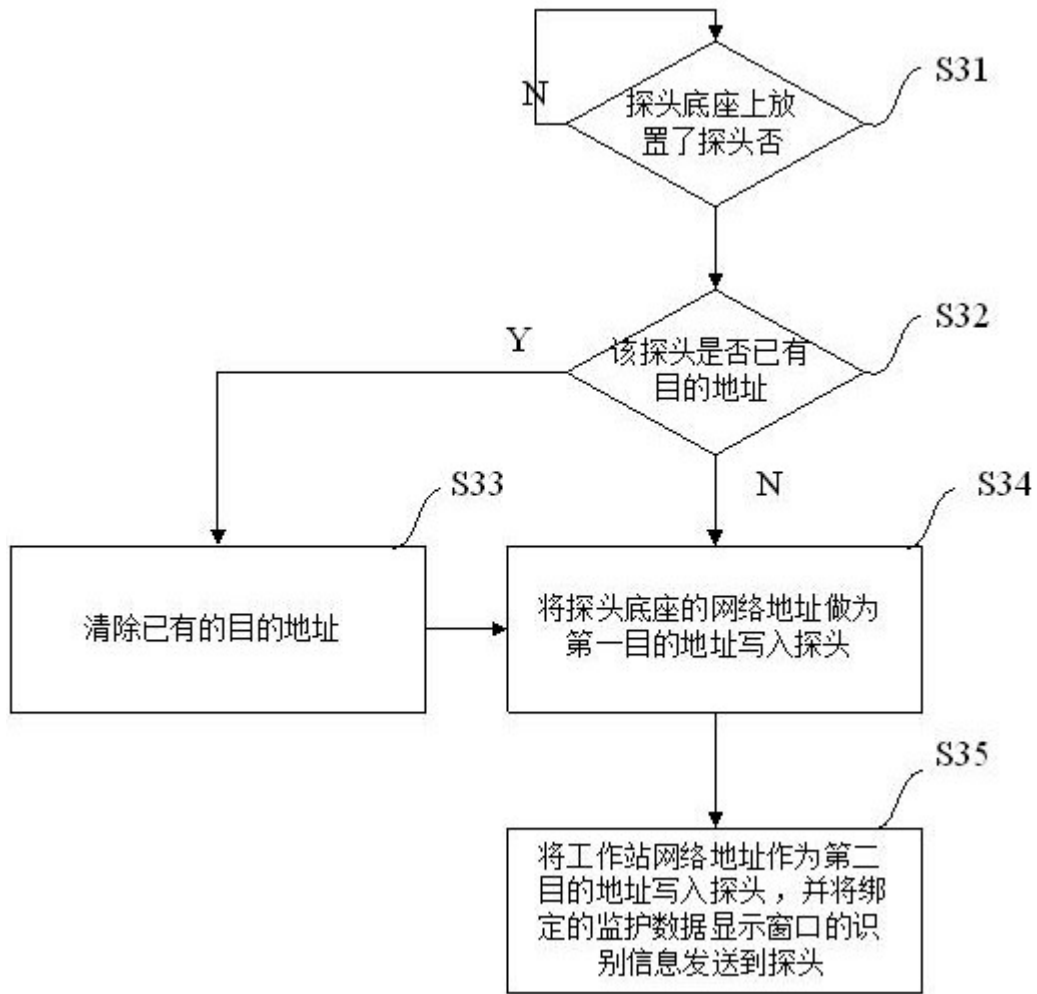 N
探头底座上放
置了探头否
S31
Y
该探头是否已有
目的地址
S32
N
S33
清除已有的目的地址
S34
将探头底座的网络地址做为
第一目的地址写入探头
S35
将工作站网络地址作为第二
目的地址写入探头，并将绑
定的监护数据显示窗口的识
别信息发送到探头